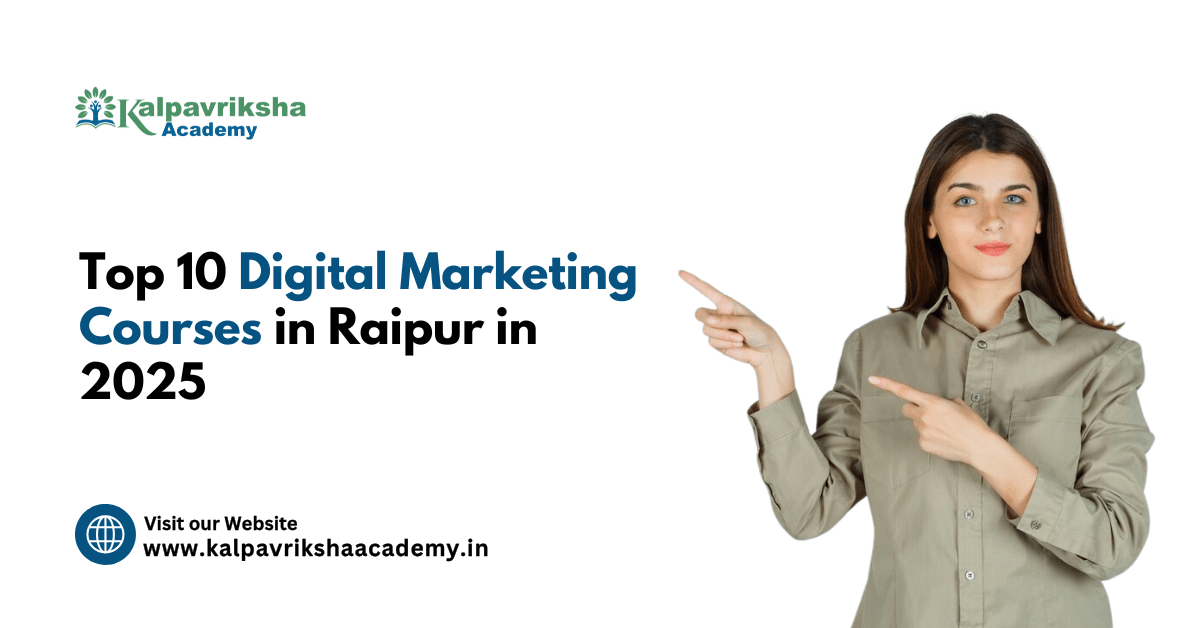 Kalpavriksha
Academy
Top 10 Digital Marketing
Courses in Raipur in
2025
Visit our Website
www.kalpavrikshaacademy.in